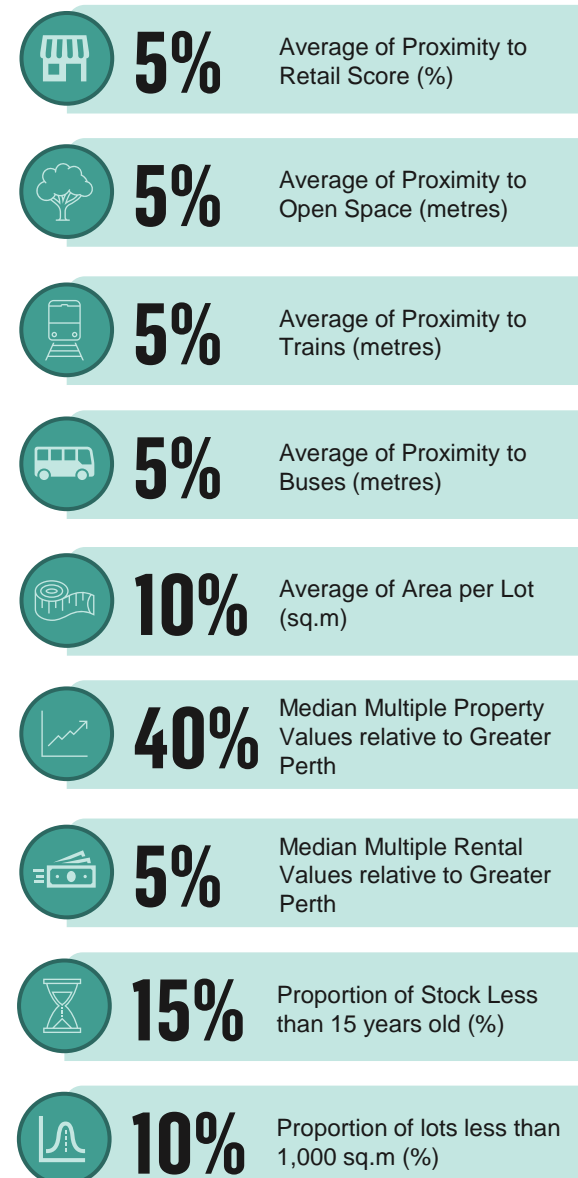 5%
Average of Proximity to
Retail Score (%)
5%
Average of Proximity to
Open Space (metres)
5%
Average of Proximity to
Trains (metres)
5%
Average of Proximity to
Buses (metres)
10%
Average of Area per Lot
(sq.m)
40%
Median Multiple Property
Values relative to Greater
Perth
5%
Median Multiple Rental
Values relative to Greater
Perth
15%
Proportion of Stock Less
than 15 years old (%)
10%
Proportion of lots less than
1,000 sq.m (%)